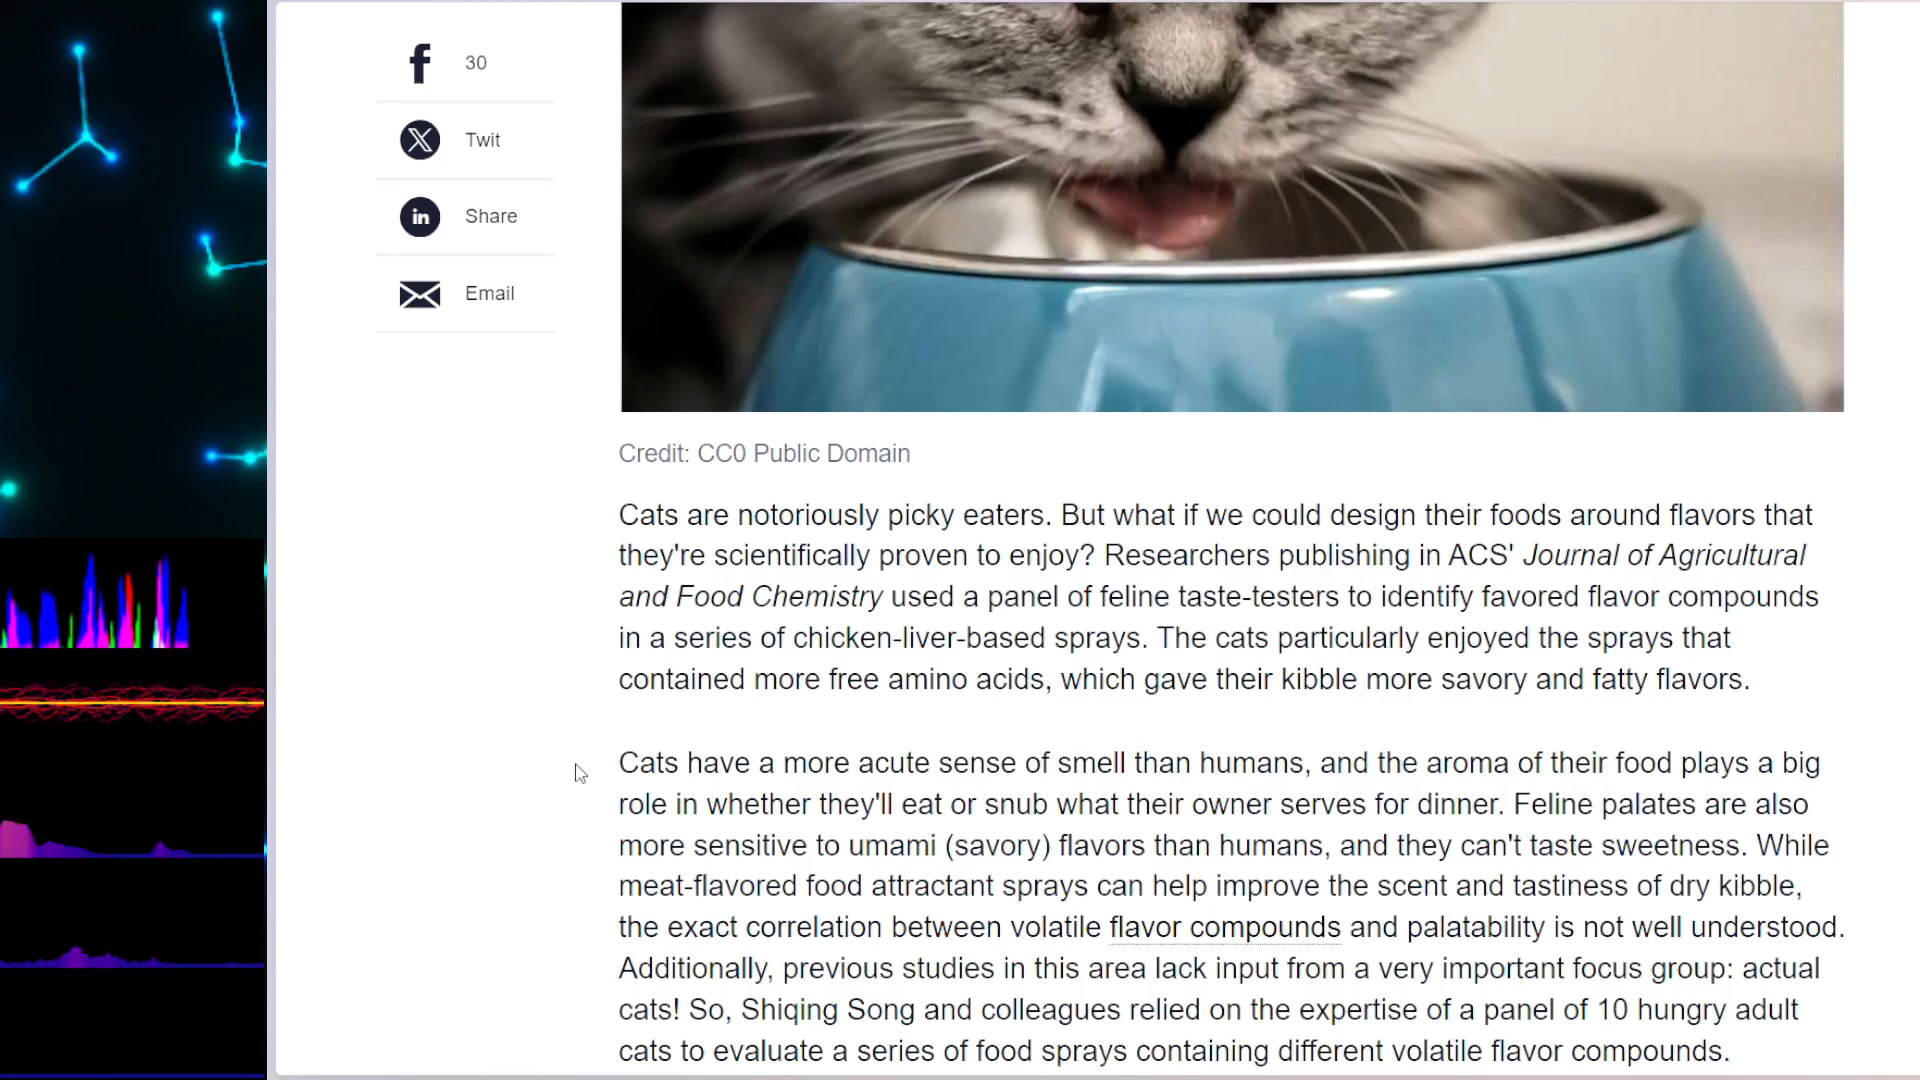 30
Twit
Share
Email
Credit: CC0 Public Domain
Cats are notoriously picky eaters. But what if we could design their foods around flavors that
they're scientifically proven to enjoy? Researchers publishing in ACS' Journal of Agricultural
and Food Chemistry used a panel of feline taste-testers to identify favored flavor compounds
in a series of chicken-liver-based sprays. The cats particularly enjoyed the sprays that
contained more free amino acids, which gave their kibble more savory and fatty flavors.
Cats have a more acute sense of smell than humans, and the aroma of their food plays a big
role in whether they'll eat or snub what their owner serves for dinner. Feline palates are also
more sensitive to umami (savory) flavors than humans, and they can't taste sweetness. While
meat-flavored food attractant sprays can help improve the scent and tastiness of dry kibble,
the exact correlation between volatile flavor compounds and palatability is not well understood.
Additionally, previous studies in this area lack input from a very important focus group: actual
cats! So, Shiqing Song and colleagues relied on the expertise of a panel of 10 hungry adult
cats to evaluate a series of food sprays containing different volatile flavor compounds.